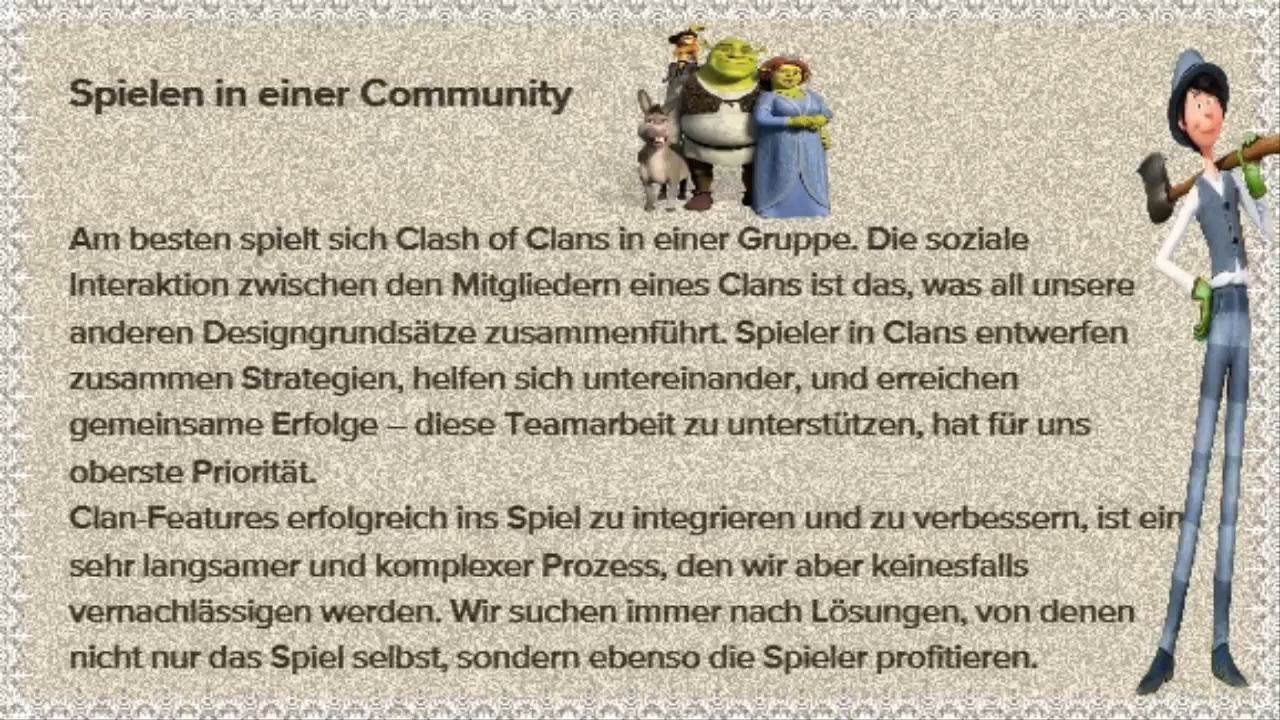 Spielen in einer Community
Am besten spielt sich Clash of Clans in einer Gruppe. Die soziale
Interaktion zwischen den Mitgliedern eines Clans ist das, was all unsere
anderen Designgrundsätze zusammenführt. Spieler in Clans entwerfen
zusammen Strategien, helfen sich untereinander, und erreichen
gemeinsame Erfolge – diese Teamarbeit zu unterstützen, hat für uns
oberste Priorität.
Clan-Features erfolgreich ins Spiel zu integrieren und zu verbessern, ist ein
sehr langsamer und komplexer Prozess, den wir aber keinesfalls
vernachlässigen werden. Wir suchen immer nach Lösungen, von denen
nicht nur das Spiel selbst, sondern ebenso die Spieler profitieren.